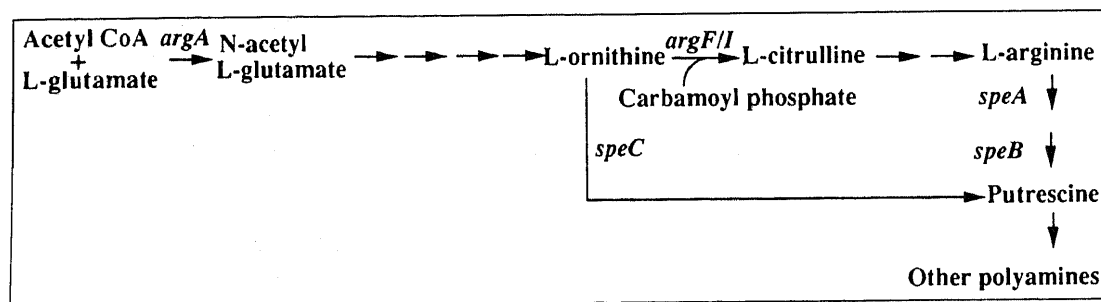 Acetyl CoA argA N-acetyl
+
L-glutamate L-glutamate L-ornithine argF/I L-citrulline L-arginine
Carbamoyl phosphate
speA
speC speB
Putrescine
Other polyamines